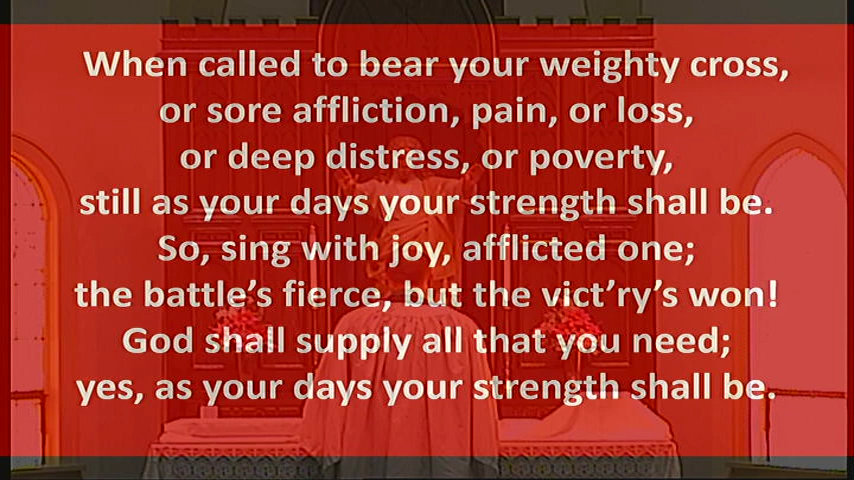 When called to bear your weighty cross,
or sore affliction, pain, or loss,
or deep distress, or poverty,
still as your days your strength shall be.
So, sing with joy, afflicted one;
the battle’s fierce, but the vict’ry’s won!
God shall supply all that you need;
yes, as your days your strength shall be.